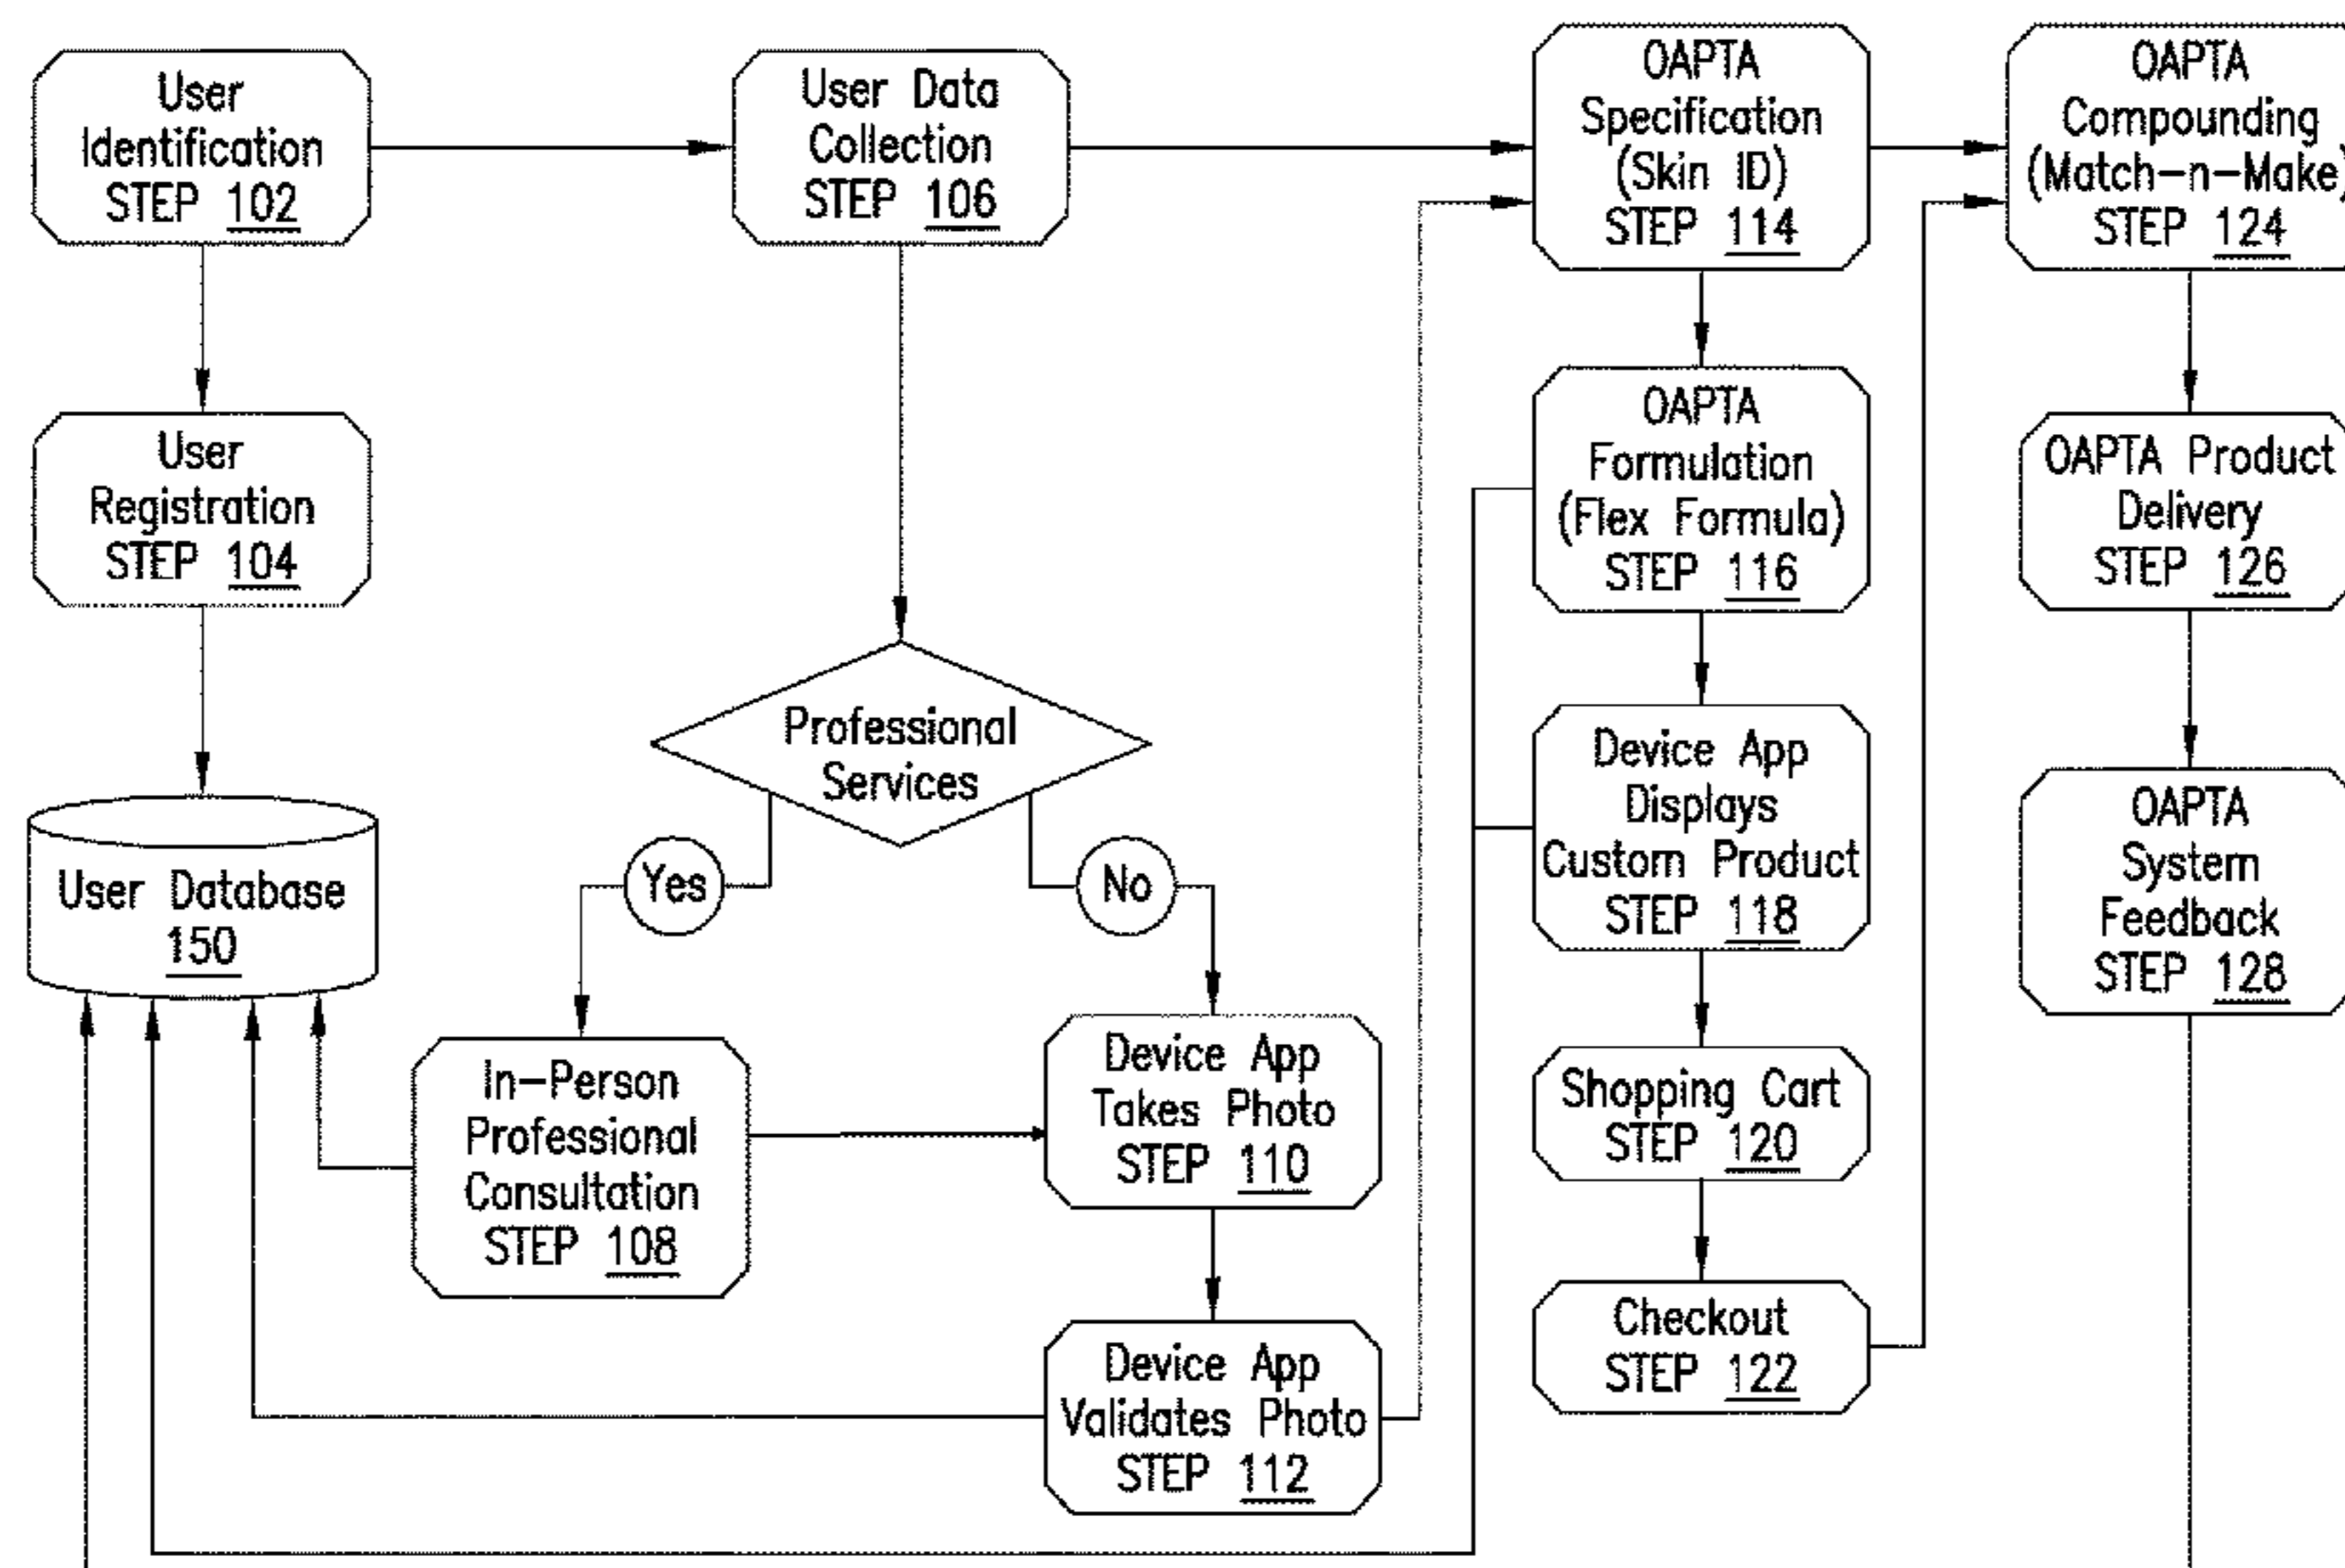 User
Identification
STEP 102
User Data
Collection
STEP 106
OAPTA
Specification
(Skin ID)
STEP 114
OAPTA
Compounding
(Match-n-Make)
STEP 124
User
Registration
STEP 104
OAPTA
Formulation
(Flex Formula)
STEP 116
OAPTA Product
Delivery
STEP 126
Professional
Services
Device App
Displays
Custom Product
STEP 118
OAPTA
System
Feedback
STEP 128
User Database
150
Yes
No
In-Person
Professional
Consultation
STEP 108
Device App
Takes Photo
STEP 110
Shopping Cart
STEP 120
Device App
Validates Photo
STEP 112
Checkout
STEP 122